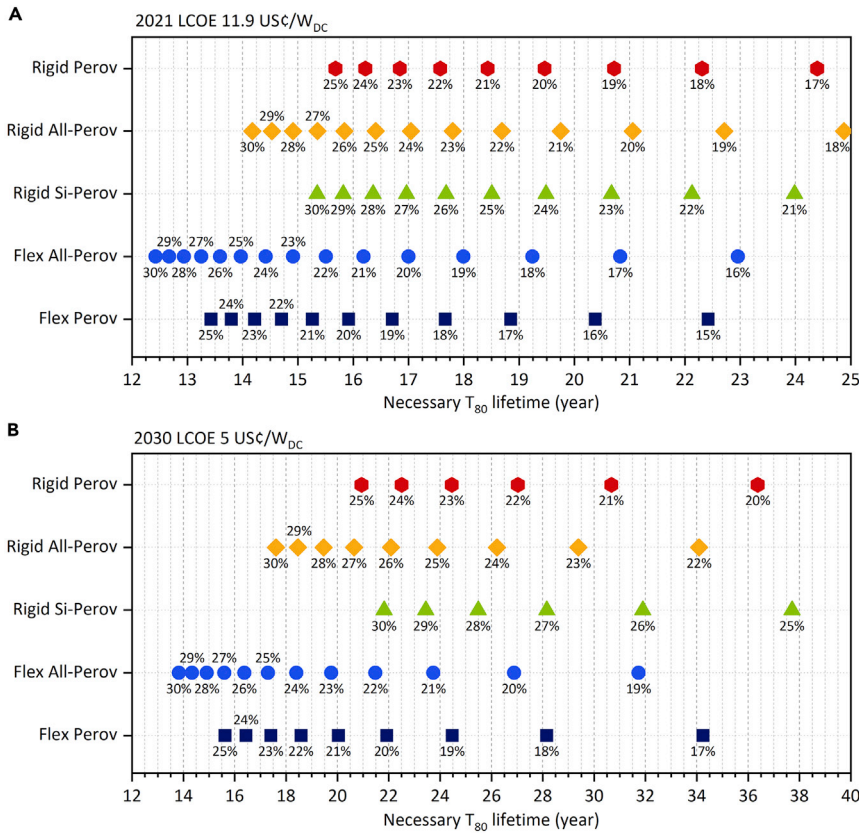 A
2021 LCOE 11.9 US¢/W_DC
Rigid Perov
25% 24% 23% 22% 21% 20% 19% 18% 17%
Rigid All-Perov
29% 27%
30% 28% 26% 25% 24% 23% 22% 21% 20% 19% 18%
Rigid Si-Perov
30% 29% 28% 27% 26% 25% 24% 23% 22% 21%
Flex All-Perov
29% 27% 25% 23%
30% 28% 26% 24% 22% 21% 20% 19% 18% 17% 16%
Flex Perov
24% 22%
25% 23% 21% 20% 19% 18% 17% 16% 15%
12 13 14 15 16 17 18 19 20 21 22 23 24 25
Necessary T80 lifetime (year)
B
2030 LCOE 5 US¢/W_DC
Rigid Perov
25% 24% 23% 22% 21% 20%
Rigid All-Perov
29%
30% 28% 27% 26% 25% 24% 23% 22%
Rigid Si-Perov
30% 29% 28% 27% 26% 25%
Flex All-Perov
29% 27% 25%
30% 28% 26% 24% 23% 22% 21% 20% 19%
Flex Perov
24%
25% 23% 22% 21% 20% 19% 18% 17%
12 14 16 18 20 22 24 26 28 30 32 34 36 38 40
Necessary T80 lifetime (year)